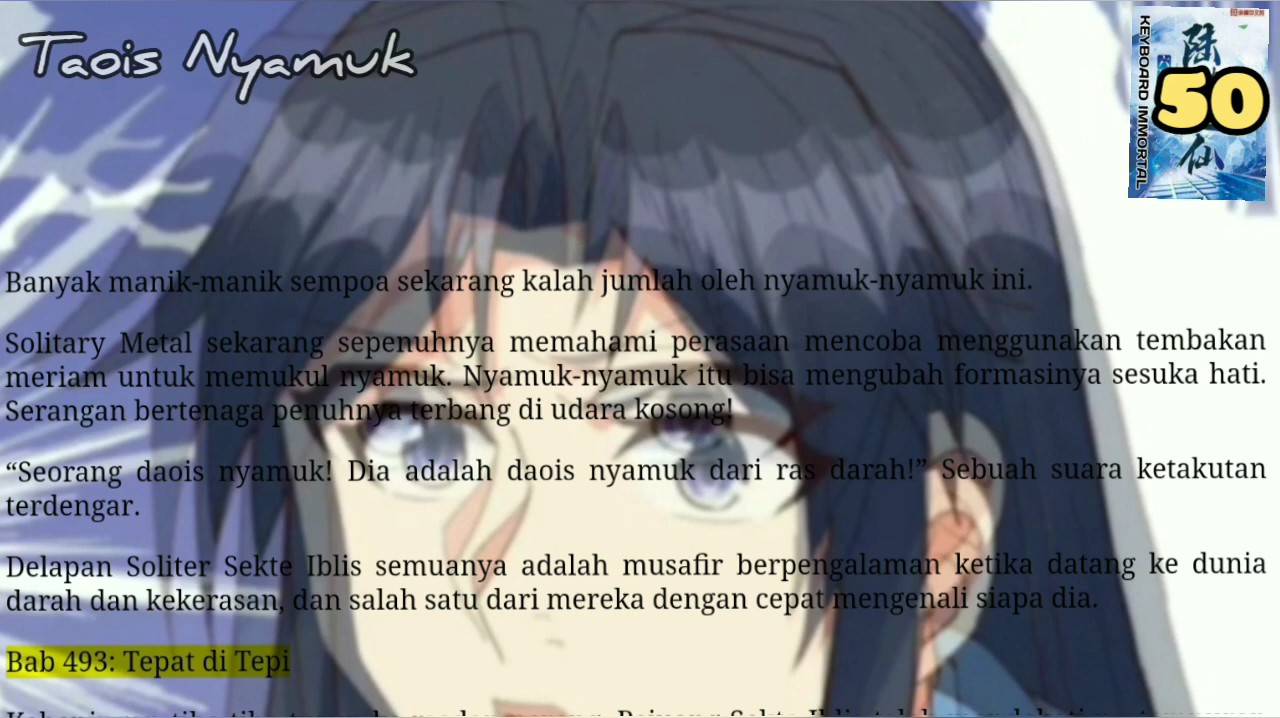 Taois Nyamuk
KEYBOARD IMMORTAL
50
Banyak manik-manik sempoa sekarang kalah jumlah oleh nyamuk-nyamuk ini.
Solitary Metal sekarang sepenuhnya memahami perasaan mencoba menggunakan tembakan
meriam untuk memukul nyamuk. Nyamuk-nyamuk itu bisa mengubah formasinya sesuka hati.
Serangan bertenaga penuhnya terbang di udara kosong!
“Seorang daois nyamuk! Dia adalah daois nyamuk dari ras darah!” Sebuah suara ketakutan
terdengar.
Delapan Soliter Sekte Iblis semuanya adalah musafir berpengalaman ketika datang ke dunia
darah dan kekerasan, dan salah satu dari mereka dengan cepat mengenali siapa dia.
Bab 493: Tepat di Tepi